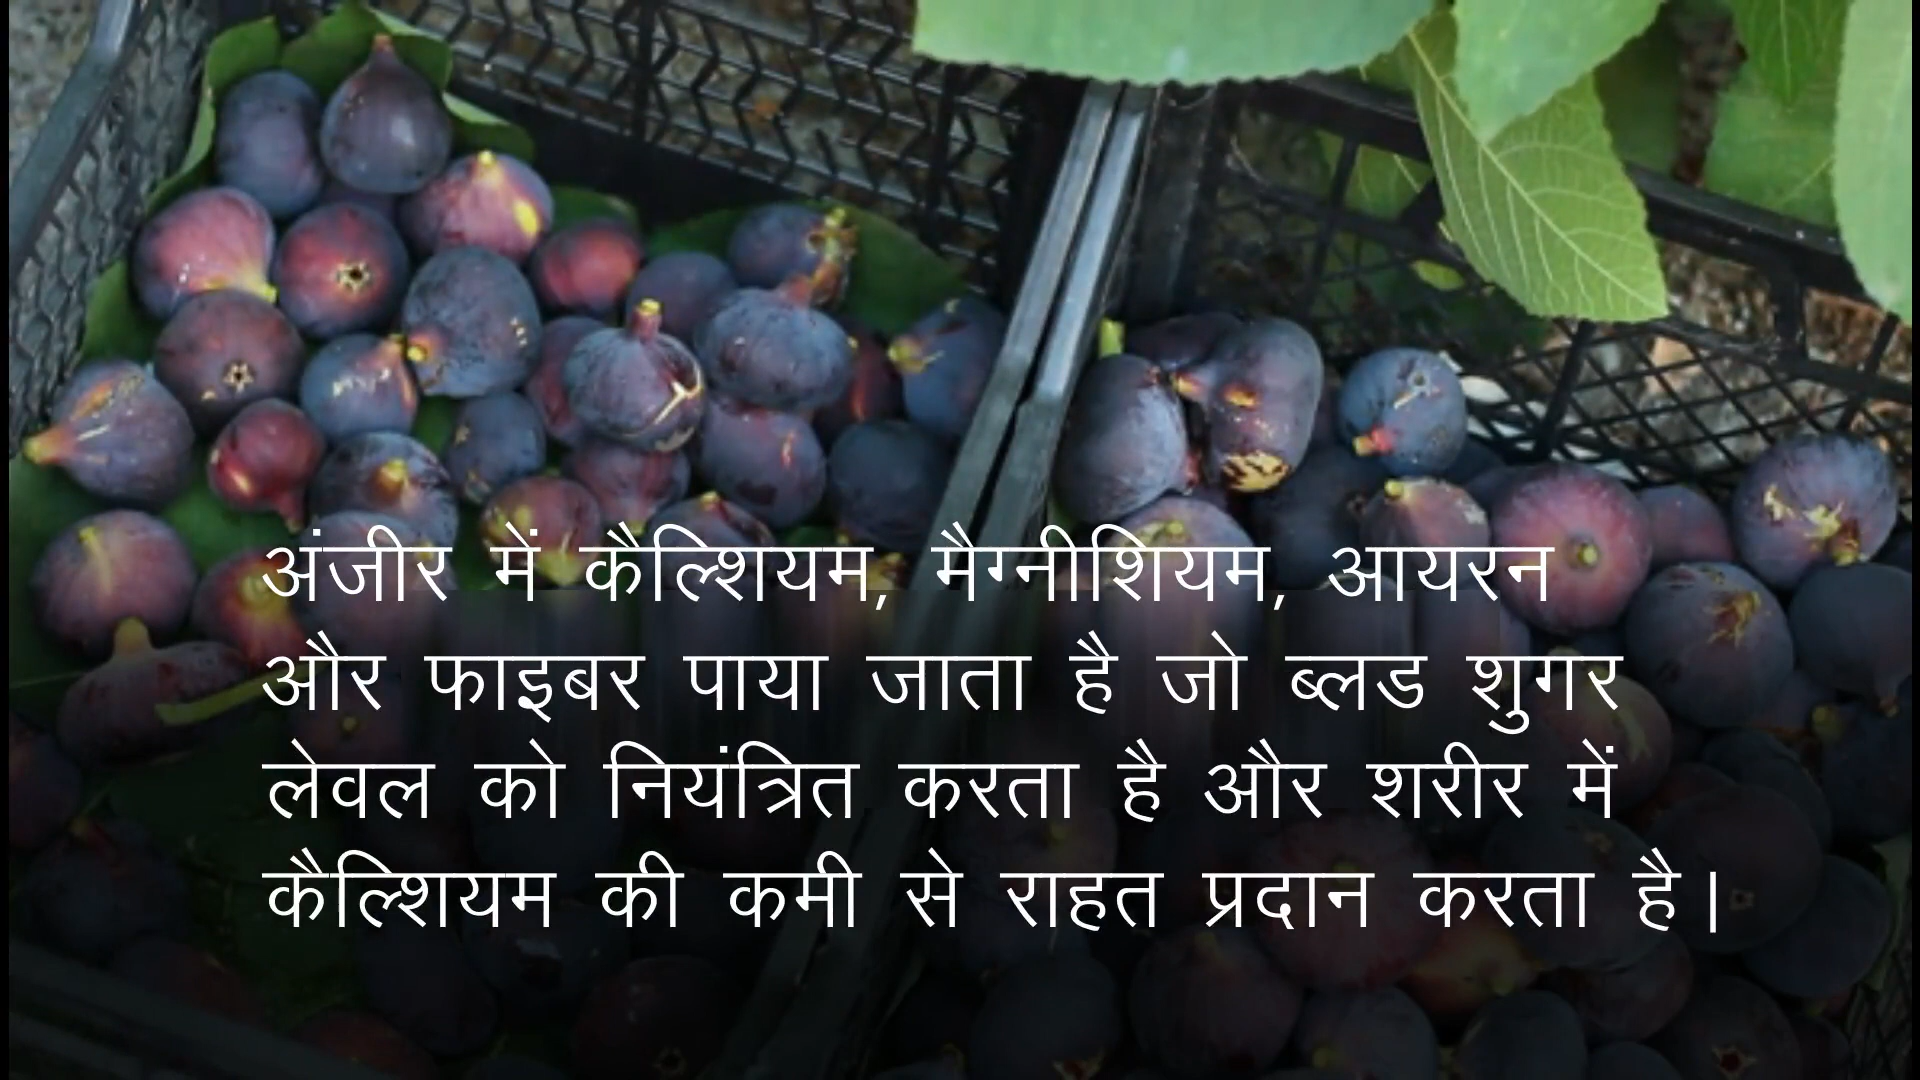 अंजीर में कैल्शियम, मैग्नीशियम, आयरन
और फाइबर पाया जाता है जो ब्लड शुगर
लेवल को नियंत्रित करता है और शरीर में
कैल्शियम की कमी से राहत प्रदान करता है।